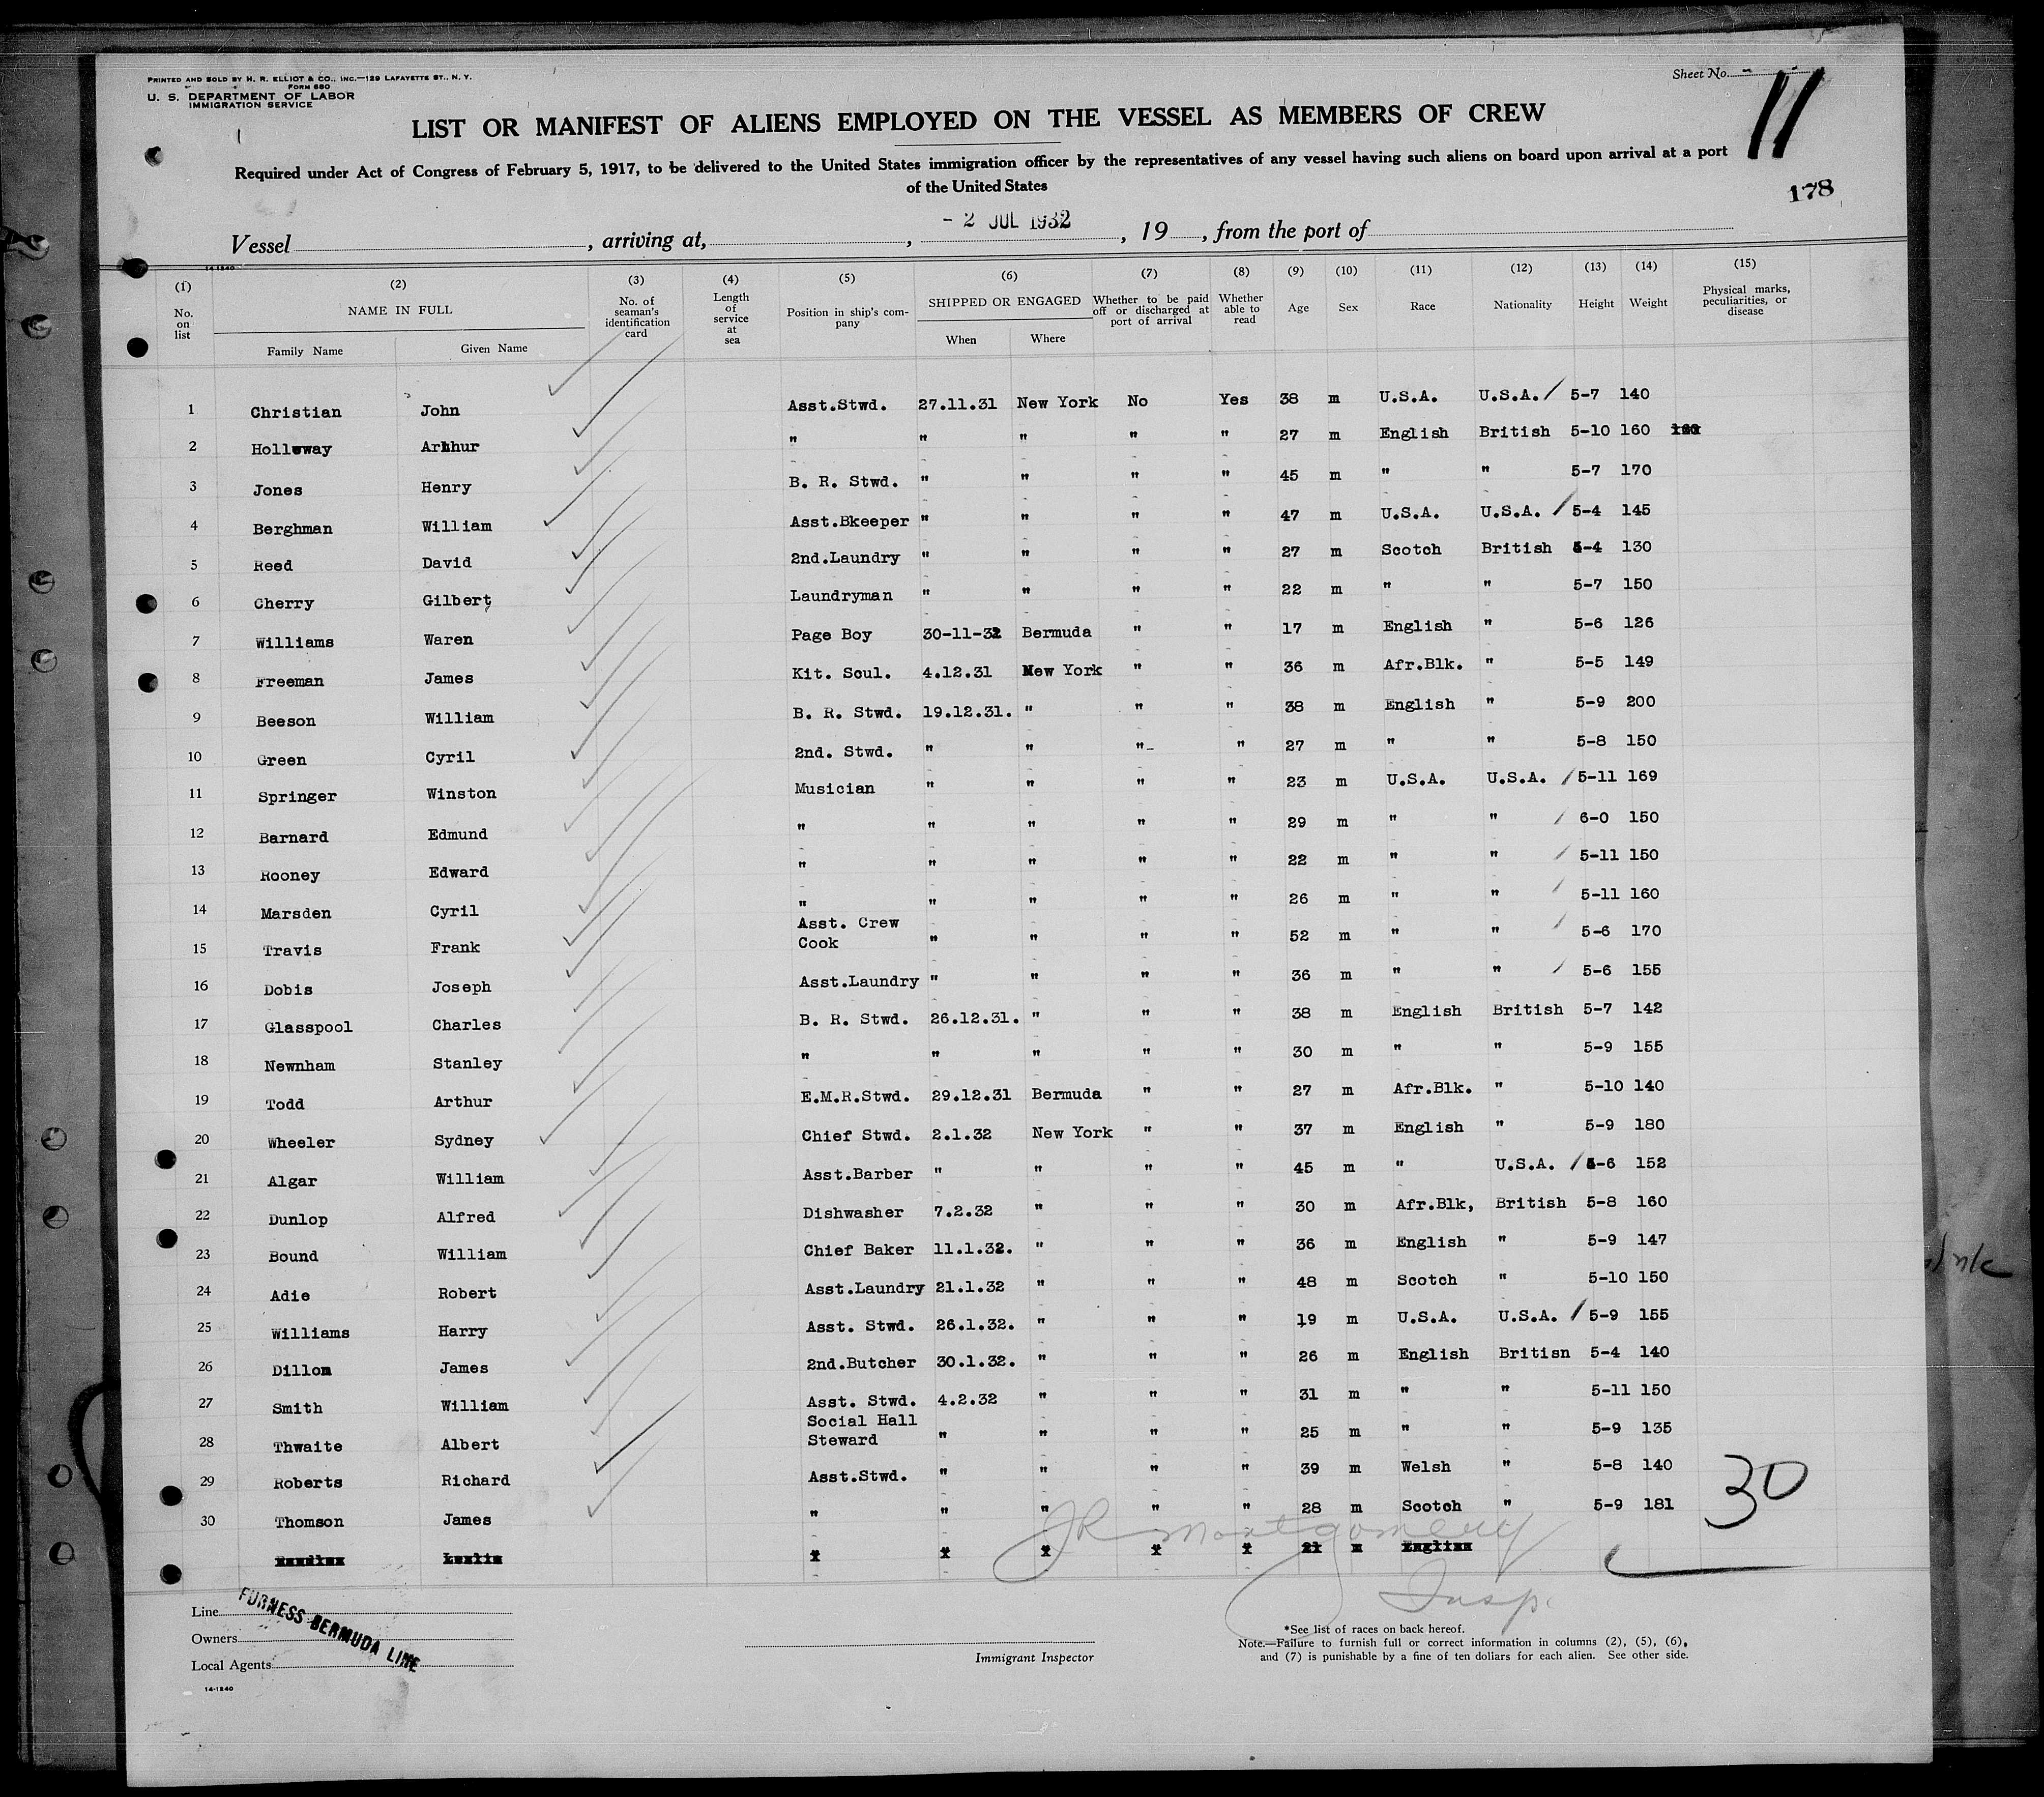 PRINTED AND SOLD BY H. R. ELLIOT & CO., INC.—129 LAFAYETTE ST., N. Y.
FORM 680
U. S. DEPARTMENT OF LABOR
IMMIGRATION SERVICE
Sheet No.
11
LIST OR MANIFEST OF ALIENS EMPLOYED ON THE VESSEL AS MEMBERS OF CREW
Required under Act of Congress of February 5, 1917, to be delivered to the United States immigration officer by the representatives of any vessel having such aliens on board upon arrival at a port
of the United States
178
- 2 JUL 1932
Vessel , arriving at, , , 19 , from the port of
14-1240
(1) (2) (3) (4) (5) (6) (7) (8) (9) (10) (11) (12) (13) (14) (15)
No. on list NAME IN FULL No. of seaman's identification card Length of service at sea Position in ship's company SHIPPED OR ENGAGED Whether to be paid off or discharged at port of arrival Whether able to read Age Sex Race Nationality Height Weight Physical marks, peculiarities, or disease
Family Name Given Name When Where
1 Christian John Asst.Stwd. 27.11.31 New York No Yes 38 m U.S.A. U.S.A. 5-7 140
2 Holloway Arthur " " " " " 27 m English British 5-10 160
3 Jones Henry B. R. Stwd. " " " " 45 m " " 5-7 170
4 Berghman William Asst.Bkeeper " " " " 47 m U.S.A. U.S.A. 5-4 145
5 Reed David 2nd.Laundry " " " " 27 m Scotch British 5-4 130
6 Cherry Gilbert Laundryman " " " " 22 m " " 5-7 150
7 Williams Waren Page Boy 30-11-32 Bermuda " " 17 m English " 5-6 126
8 Freeman James Kit. Scul. 4.12.31 New York " " 36 m Afr.Blk. " 5-5 149
9 Beeson William B. R. Stwd. 19.12.31. " " " 38 m English " 5-9 200
10 Green Cyril 2nd. Stwd. " " " " 27 m " " 5-8 150
11 Springer Winston Musician " " " " 23 m U.S.A. U.S.A. 5-11 169
12 Barnard Edmund " " " " " 29 m " " 6-0 150
13 Rooney Edward " " " " " 22 m " " 5-11 150
14 Marsden Cyril " " " " " 26 m " " 5-11 160
15 Travis Frank Asst. Crew Cook " " " " 52 m " " 5-6 170
16 Dobis Joseph Asst.Laundry " " " " 36 m " " 5-6 155
17 Glasspool Charles B. R. Stwd. 26.12.31. " " " 38 m English British 5-7 142
18 Newnham Stanley " " " " " 30 m " " 5-9 155
19 Todd Arthur E.M.R.Stwd. 29.12.31 Bermuda " " 27 m Afr.Blk. " 5-10 140
20 Wheeler Sydney Chief Stwd. 2.1.32 New York " " 37 m English " 5-9 180
21 Algar William Asst.Barber " " " " 45 m " U.S.A. 5-6 152
22 Dunlop Alfred Dishwasher 7.2.32 " " " 30 m Afr.Blk, British 5-8 160
23 Bound William Chief Baker 11.1.32. " " " 36 m English " 5-9 147
24 Adie Robert Asst.Laundry 21.1.32 " " " 48 m Scotch " 5-10 150
25 Williams Harry Asst. Stwd. 26.1.32. " " " 19 m U.S.A. U.S.A. 5-9 155
26 Dillon James 2nd.Butcher 30.1.32. " " " 26 m English Britisn 5-4 140
27 Smith William Asst. Stwd. 4.2.32 " " " 31 m " " 5-11 150
28 Thwaite Albert Social Hall Steward " " " " 25 m " " 5-9 135
29 Roberts Richard Asst.Stwd. " " " " 39 m Welsh " 5-8 140
30 Thomson James " " " " " 28 m Scotch " 5-9 181
30
21 m English
JR Montgomery
Insp.
Line
Owners
Local Agents
FURNESS BERMUDA LINE
14-1240
Immigrant Inspector
*See list of races on back hereof.
Note.—Failure to furnish full or correct information in columns (2), (5), (6),
and (7) is punishable by a fine of ten dollars for each alien. See other side.